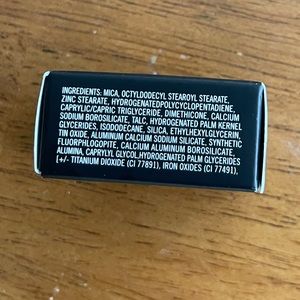 INGREDIENTS: MICA, OCTYLDODECYL STEAROYL STEARATE,
ZINC STEARATE, HYDROGENATEDPOLYCYCLOPENTADIENE,
CAPRYLIC/CAPRIC TRIGLYCERIDE, DIMETHICONE, CALCIUM
SODIUM BOROSILICATE, TALC, HYDROGENATED PALM KERNEL
GLYCERIDES, ISODODECANE, SILICA, ETHYLHEXYLGLYCERIN,
TIN OXIDE, ALUMINUM CALCIUM SODIUM SILICATE, SYNTHETIC
FLUORPHLOGOPITE, CALCIUM ALUMINUM BOROSILICATE,
ALUMINA, CAPRYLYL GLYCOL,HYDROGENATED PALM GLYCERIDES
[+/- TITANIUM DIOXIDE (CI 77891), IRON OXIDES (CI 77491),